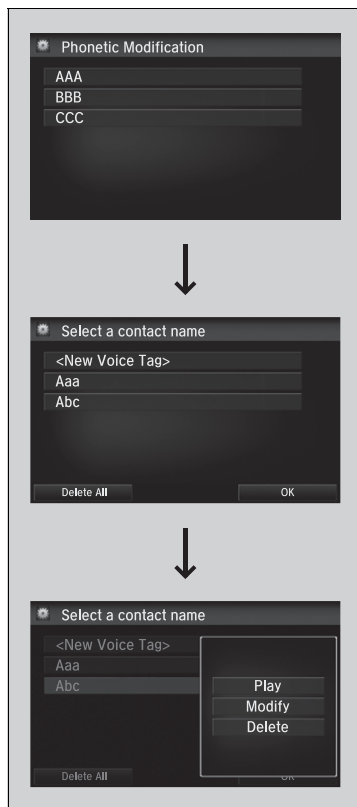 Phonetic Modification
AAA
BBB
CCC
Select a contact name
<New Voice Tag>
Aaa
Abc
Delete All OK
Select a contact name
<New Voice Tag>
Aaa
Abc
Play
Modify
Delete
Delete All OK